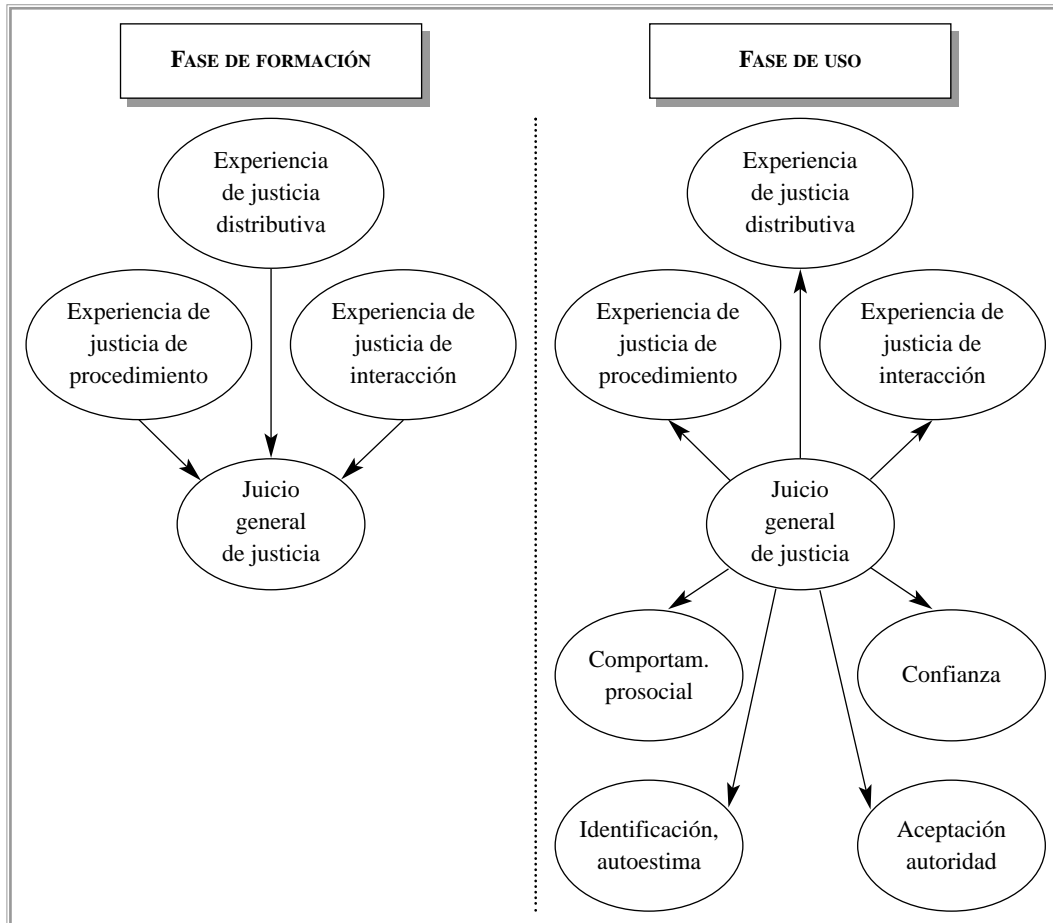 FASE DE FORMACIÓN
Experiencia
de justicia
distributiva
Experiencia de
justicia de
procedimiento
Experiencia de
justicia de
interacción
Juicio
general
de justicia
FASE DE USO
Experiencia
de justicia
distributiva
Experiencia de
justicia de
procedimiento
Experiencia de
justicia de
interacción
Juicio
general
de justicia
Comportam.
prosocial
Confianza
Identificación,
autoestima
Aceptación
autoridad